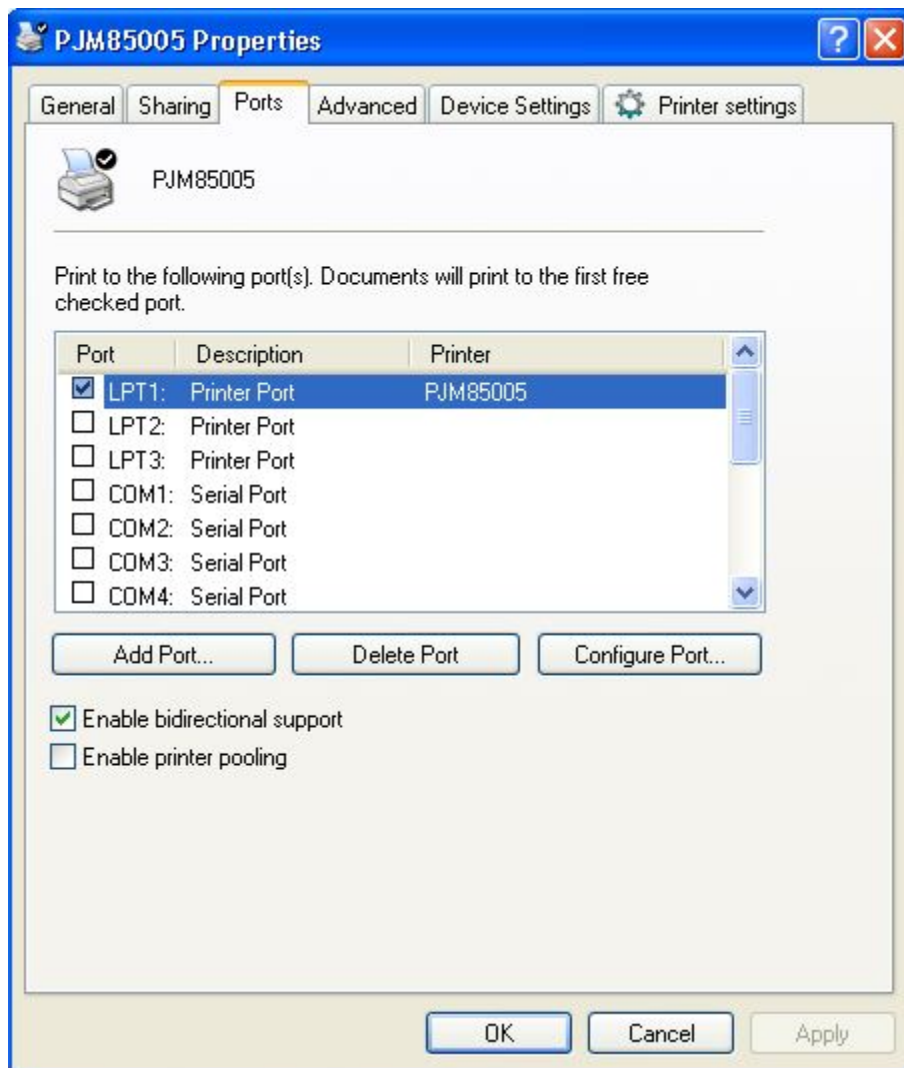 PJM85005 Properties
General Sharing Ports Advanced Device Settings Printer settings
PJM85005
Print to the following port(s). Documents will print to the first free
checked port.
Port Description Printer
LPT1: Printer Port PJM85005
LPT2: Printer Port
LPT3: Printer Port
COM1: Serial Port
COM2: Serial Port
COM3: Serial Port
COM4: Serial Port
Add Port... Delete Port Configure Port...
Enable bidirectional support
Enable printer pooling
OK Cancel Apply